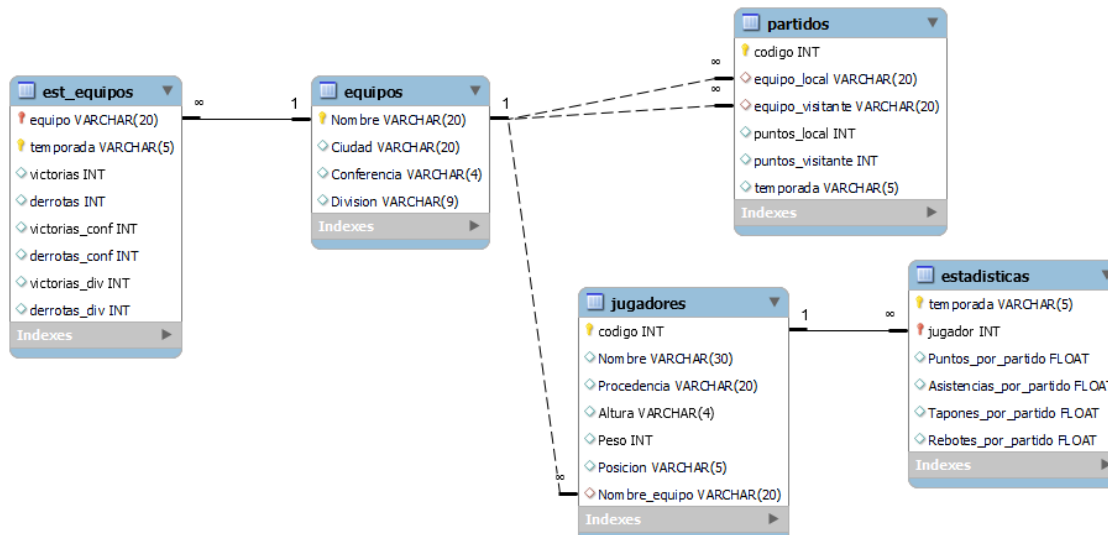 est_equipos
equipo VARCHAR(20)
temporada VARCHAR(5)
victorias INT
derrotas INT
victorias_conf INT
derrotas_conf INT
victorias_div INT
derrotas_div INT
Indexes
∞
1
equipos
Nombre VARCHAR(20)
Ciudad VARCHAR(20)
Conferencia VARCHAR(4)
Division VARCHAR(9)
Indexes
1
∞
∞
partidos
codigo INT
equipo_local VARCHAR(20)
equipo_visitante VARCHAR(20)
puntos_local INT
puntos_visitante INT
temporada VARCHAR(5)
Indexes
∞
jugadores
codigo INT
Nombre VARCHAR(30)
Procedencia VARCHAR(20)
Altura VARCHAR(4)
Peso INT
Posicion VARCHAR(5)
Nombre_equipo VARCHAR(20)
Indexes
1
∞
estadisticas
temporada VARCHAR(5)
jugador INT
Puntos_por_partido FLOAT
Asistencias_por_partido FLOAT
Tapones_por_partido FLOAT
Rebotes_por_partido FLOAT
Indexes